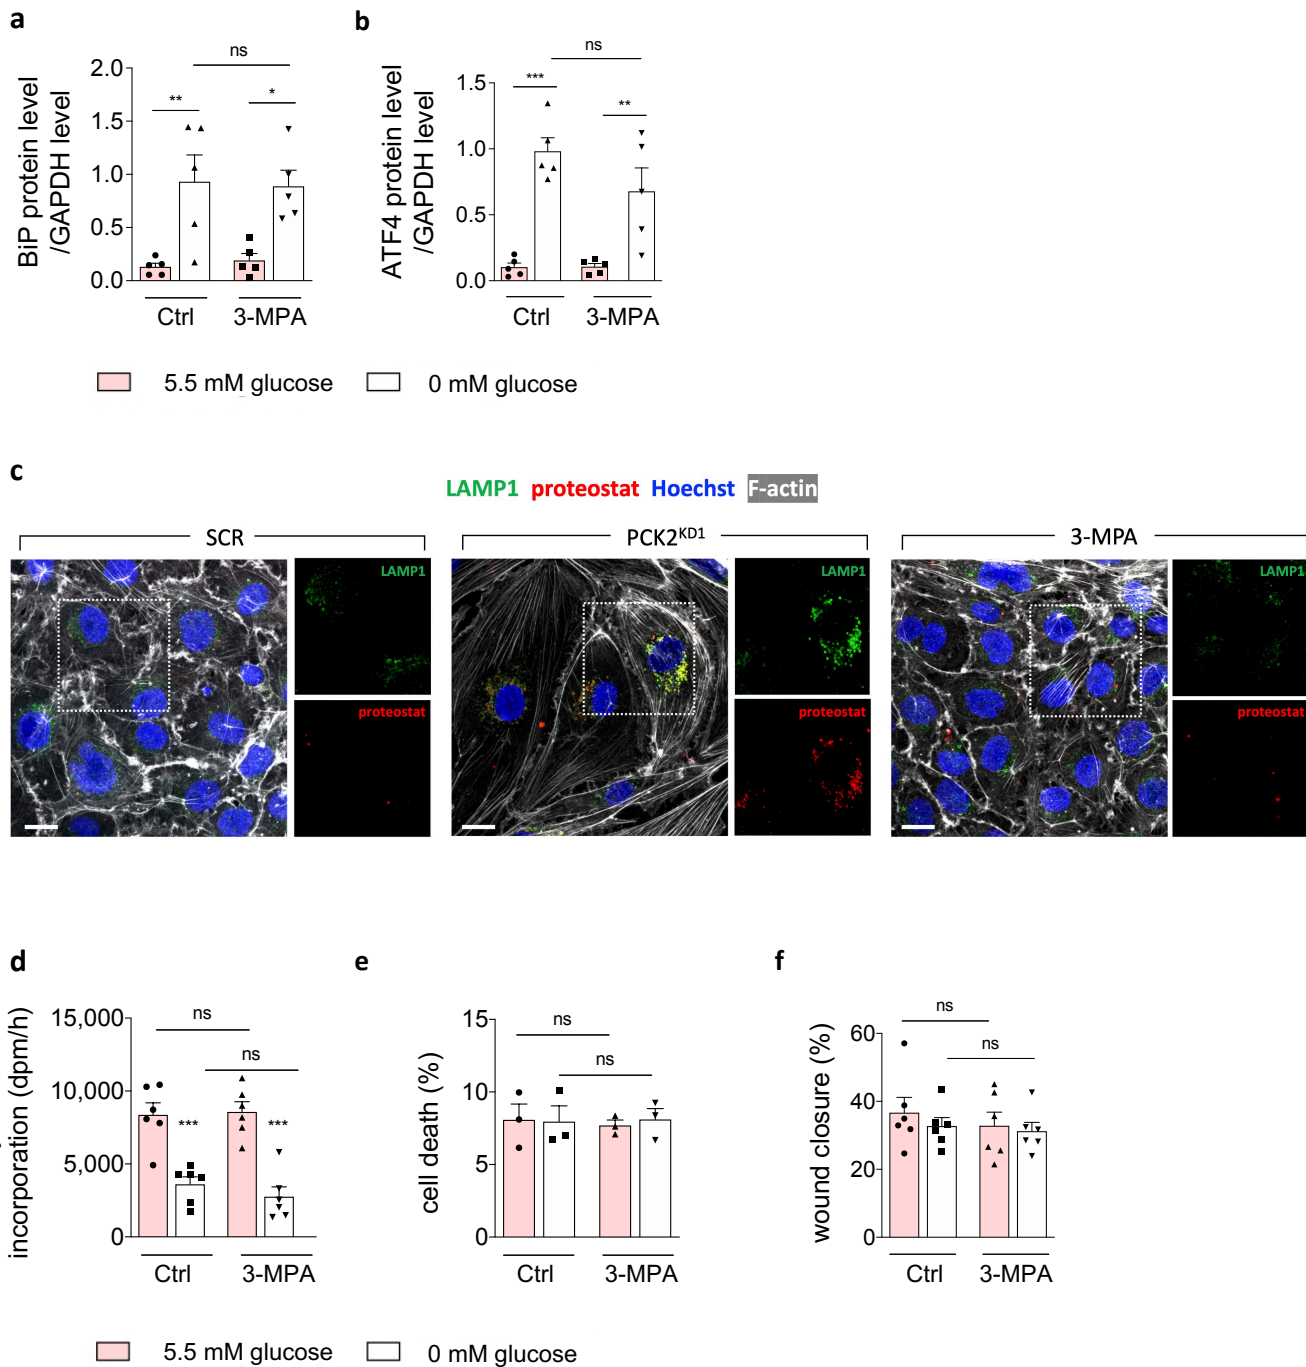 a
BiP protein level
/GAPDH level
2.0
1.5
1.0
0.5
0.0
ns
**
*
Ctrl
3-MPA
b
ATF4 protein level
/GAPDH level
1.5
1.0
0.5
0.0
ns
***
**
Ctrl
3-MPA
5.5 mM glucose
0 mM glucose
c
LAMP1 proteostat Hoechst F-actin
SCR
LAMP1
proteostat
PCK2KD1
LAMP1
proteostat
3-MPA
LAMP1
proteostat
d
incorporation (dpm/h)
15,000
10,000
5,000
0
ns
ns
***
***
Ctrl
3-MPA
e
cell death (%)
15
10
5
0
ns
ns
Ctrl
3-MPA
f
wound closure (%)
60
40
20
0
ns
ns
Ctrl
3-MPA
5.5 mM glucose
0 mM glucose